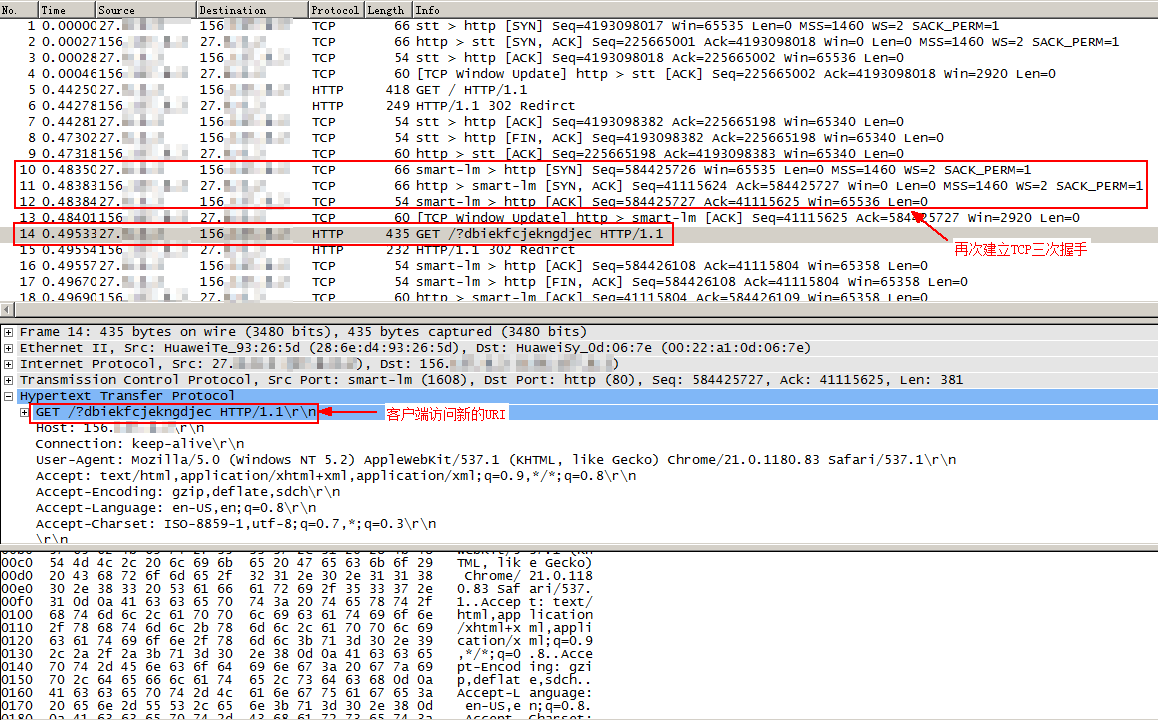 No. Time Source Destination Protocol Length Info
1 0.00000 27. 156 TCP 66 stt > http [SYN] Seq=4193098017 Win=65535 Len=0 MSS=1460 WS=2 SACK_PERM=1
2 0.00027 156 27. TCP 66 http > stt [SYN, ACK] Seq=225665001 Ack=4193098018 Win=0 Len=0 MSS=1460 WS=2 SACK_PERM=1
3 0.00028 27. 156 TCP 54 stt > http [ACK] Seq=4193098018 Ack=225665002 Win=65536 Len=0
4 0.00046 156 27. TCP 60 [TCP Window Update] http > stt [ACK] Seq=225665002 Ack=4193098018 Win=2920 Len=0
5 0.44250 27. 156 HTTP 418 GET / HTTP/1.1
6 0.44278 156 27. HTTP 249 HTTP/1.1 302 Redirct
7 0.44281 27. 156 TCP 54 stt > http [ACK] Seq=4193098382 Ack=225665198 Win=65340 Len=0
8 0.47302 27. 156 TCP 54 stt > http [FIN, ACK] Seq=4193098382 Ack=225665198 Win=65340 Len=0
9 0.47318 156 27. TCP 60 http > stt [ACK] Seq=225665198 Ack=4193098383 Win=65340 Len=0
10 0.48350 27. 156 TCP 66 smart-lm > http [SYN] Seq=584425726 Win=65535 Len=0 MSS=1460 WS=2 SACK_PERM=1
11 0.48383 156 27. TCP 66 http > smart-lm [SYN, ACK] Seq=41115624 Ack=584425727 Win=0 Len=0 MSS=1460 WS=2 SACK_PERM=1
12 0.48384 27. 156 TCP 54 smart-lm > http [ACK] Seq=584425727 Ack=41115625 Win=65536 Len=0
13 0.48401 156 27. TCP 60 [TCP Window Update] http > smart-lm [ACK] Seq=41115625 Ack=584425727 Win=2920 Len=0
14 0.49533 27. 156 HTTP 435 GET /?dbiekfcjekngdjec HTTP/1.1
再次建立TCP三次握手
15 0.49554 156 27. HTTP 232 HTTP/1.1 302 Redirct
16 0.49557 27. 156 TCP 54 smart-lm > http [ACK] Seq=584426108 Ack=41115804 Win=65358 Len=0
17 0.49670 27. 156 TCP 54 smart-lm > http [FIN, ACK] Seq=584426108 Ack=41115804 Win=65358 Len=0
18 0.49690 156 27. TCP 60 http > smart-lm [ACK] Seq=41115804 Ack=584426109 Win=65358 Len=0
Frame 14: 435 bytes on wire (3480 bits), 435 bytes captured (3480 bits)
Ethernet II, Src: HuaweiTe_93:26:5d (28:6e:d4:93:26:5d), Dst: HuaweiSy_0d:06:7e (00:22:a1:0d:06:7e)
Internet Protocol, Src: 27. ), Dst: 156. )
Transmission Control Protocol, Src Port: smart-lm (1608), Dst Port: http (80), Seq: 584425727, Ack: 41115625, Len: 381
Hypertext Transfer Protocol
GET /?dbiekfcjekngdjec HTTP/1.1\r\n 客户端访问新的URI
Host: 156. \r\n
Connection: keep-alive\r\n
User-Agent: Mozilla/5.0 (Windows NT 5.2) AppleWebKit/537.1 (KHTML, like Gecko) Chrome/21.0.1180.83 Safari/537.1\r\n
Accept: text/html,application/xhtml+xml,application/xml;q=0.9,*/*;q=0.8\r\n
Accept-Encoding: gzip,deflate,sdch\r\n
Accept-Language: en-US,en;q=0.8\r\n
Accept-Charset: ISO-8859-1,utf-8;q=0.7,*;q=0.3\r\n
\r\n
00c0 54 4d 4c 2c 20 6c 69 6b 65 20 47 65 63 6b 6f 29 TML, lik e Gecko)
00d0 20 43 68 72 6f 6d 65 2f 32 31 2e 30 2e 31 31 38 Chrome/ 21.0.118
00e0 30 2e 38 33 20 53 61 66 61 72 69 2f 35 33 37 2e 0.83 Saf ari/537.
00f0 31 0d 0a 41 63 63 65 70 74 3a 20 74 65 78 74 2f 1..Accep t: text/
0100 68 74 6d 6c 2c 61 70 70 6c 69 63 61 74 69 6f 6e html,app lication
0110 2f 78 68 74 6d 6c 2b 78 6d 6c 2c 61 70 70 6c 69 /xhtml+x ml,appli
0120 63 61 74 69 6f 6e 2f 78 6d 6c 3b 71 3d 30 2e 39 cation/x ml;q=0.9
0130 2c 2a 2f 2a 3b 71 3d 30 2e 38 0d 0a 41 63 63 65 ,*/*;q=0 .8..Acce
0140 70 74 2d 45 6e 63 6f 64 69 6e 67 3a 20 67 7a 69 pt-Encod ing: gzi
0150 70 2c 64 65 66 6c 61 74 65 2c 73 64 63 68 0d 0a p,deflat e,sdch..
0160 41 63 63 65 70 74 2d 4c 61 6e 67 75 61 67 65 3a Accept-L anguage:
0170 20 65 6e 2d 55 53 2c 65 6e 3b 71 3d 30 2e 38 0d en-US,e n;q=0.8.
0180 0a 41 63 63 65 70 74 2d 43 68 61 72 73 65 74 3a .Accept- Charset: